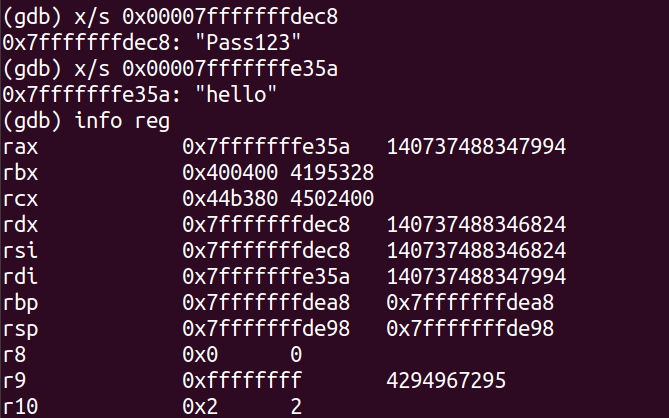 (gdb) x/s 0x00007fffffffdec8
0x7fffffffdec8: "Pass123"
(gdb) x/s 0x00007fffffffe35a
0x7fffffffe35a: "hello"
(gdb) info reg
rax 0x7fffffffe35a 140737488347994
rbx 0x400400 4195328
rcx 0x44b380 4502400
rdx 0x7fffffffdec8 140737488346824
rsi 0x7fffffffdec8 140737488346824
rdi 0x7fffffffe35a 140737488347994
rbp 0x7fffffffdea8 0x7fffffffdea8
rsp 0x7fffffffde98 0x7fffffffde98
r8 0x0 0
r9 0xffffffff 4294967295
r10 0x2 2